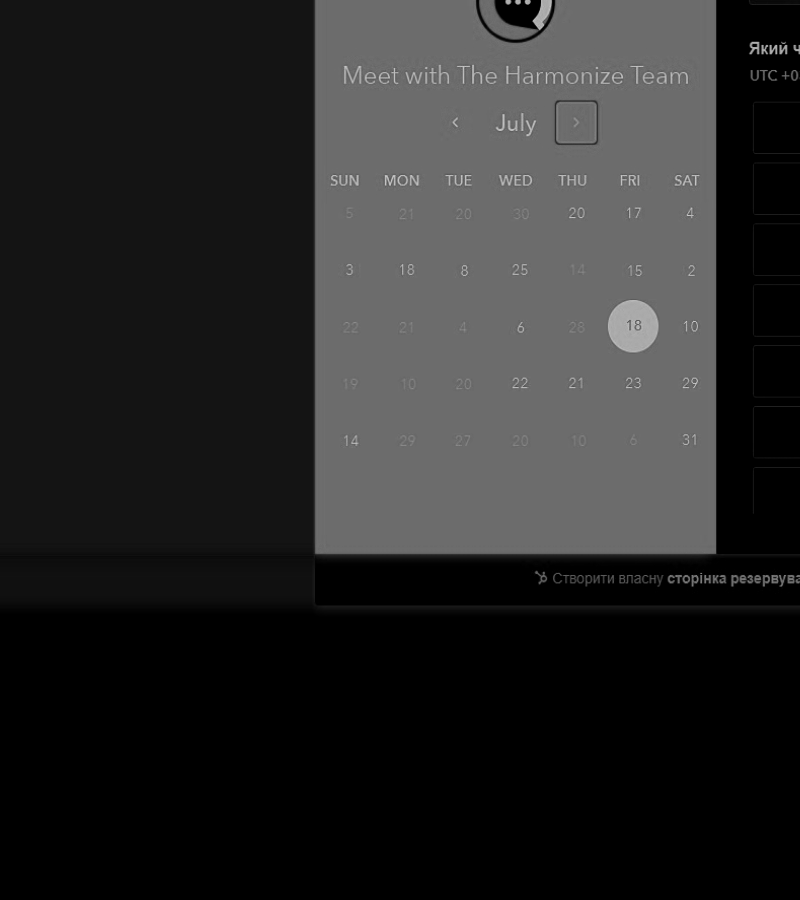 Meet with The Harmonize Team
July
SUN MON TUE WED THU FRI SAT
5 21 20 30 20 17 4
3 18 8 25 14 15 2
22 21 4 6 28 18 10
19 10 20 22 21 23 29
14 29 27 20 10 6 31
Який ч
UTC +0
Створити власну сторінка резервува